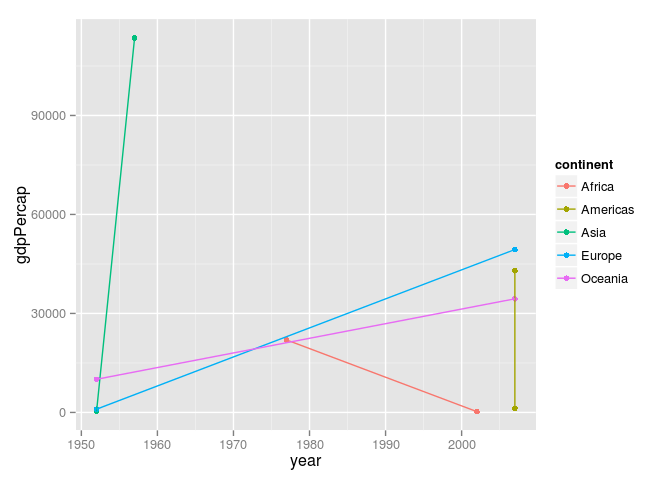 gdpPercap
90000
60000
30000
0
1950 1960 1970 1980 1990 2000
year
continent
Africa
Americas
Asia
Europe
Oceania